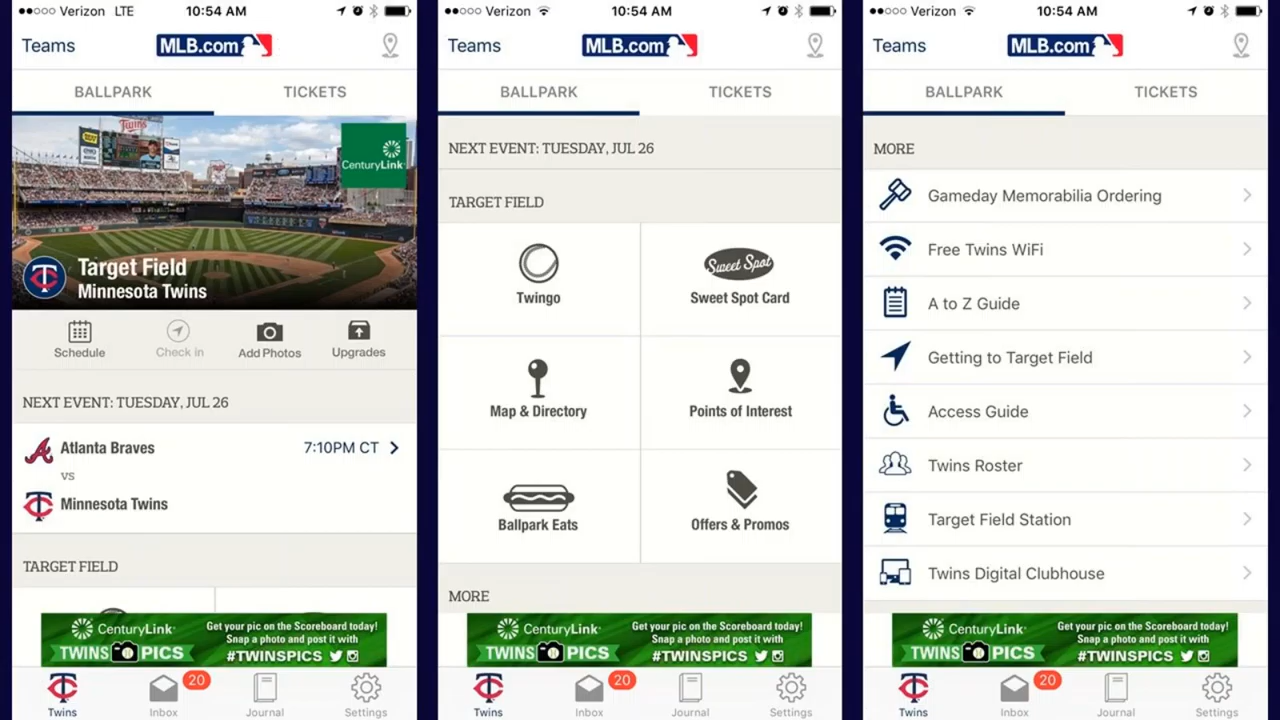 Verizon LTE 10:54 AM
Teams MLB.com
BALLPARK TICKETS
Twins
CenturyLink
Target Field
Minnesota Twins
Schedule Check in Add Photos Upgrades
NEXT EVENT: TUESDAY, JUL 26
Atlanta Braves 7:10PM CT
VS
Minnesota Twins
TARGET FIELD
CenturyLink Get your pic on the Scoreboard today!
Snap a photo and post it with
TWINS PICS #TWINSPICS
20
Twins Inbox Journal Settings
Verizon 10:54 AM
Teams MLB.com
BALLPARK TICKETS
NEXT EVENT: TUESDAY, JUL 26
TARGET FIELD
Sweet Spot
Twingo Sweet Spot Card
Map & Directory Points of Interest
Ballpark Eats Offers & Promos
MORE
CenturyLink Get your pic on the Scoreboard today!
Snap a photo and post it with
TWINS PICS #TWINSPICS
20
Twins Inbox Journal Settings
Verizon 10:54 AM
Teams MLB.com
BALLPARK TICKETS
MORE
Gameday Memorabilia Ordering
Free Twins WiFi
A to Z Guide
Getting to Target Field
Access Guide
Twins Roster
Target Field Station
Twins Digital Clubhouse
CenturyLink Get your pic on the Scoreboard today!
Snap a photo and post it with
TWINS PICS #TWINSPICS
20
Twins Inbox Journal Settings